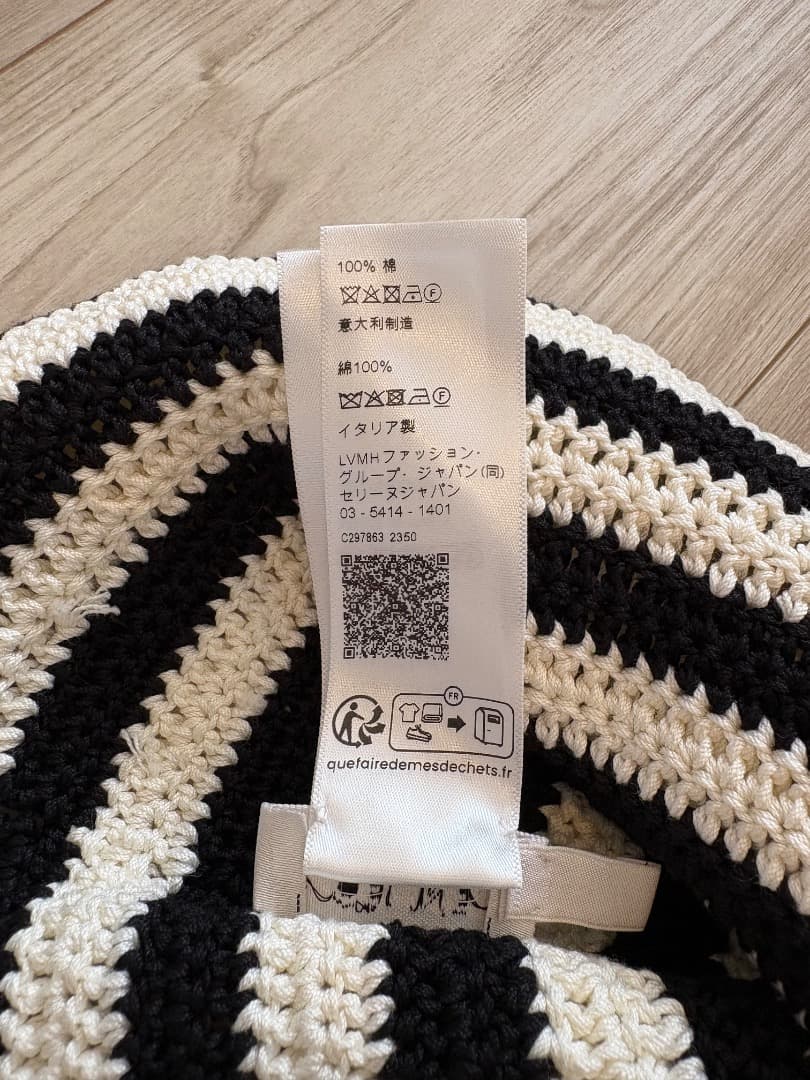 100% 棉
意大利制造
綿100%
イタリア製
LVMHファッション・
グループ・ジャパン(同)
セリーヌジャパン
03 - 5414 - 1401
C297863 2350
FR
quefairedemesdechets.fr